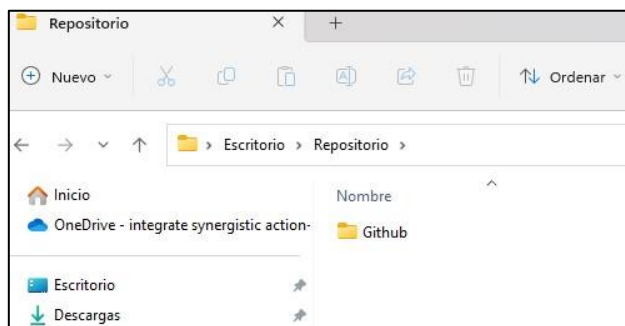 Repositorio
Nuevo
Ordenar
Escritorio > Repositorio >
Inicio
Nombre
OneDrive - integrate synergistic action-
Github
Escritorio
Descargas